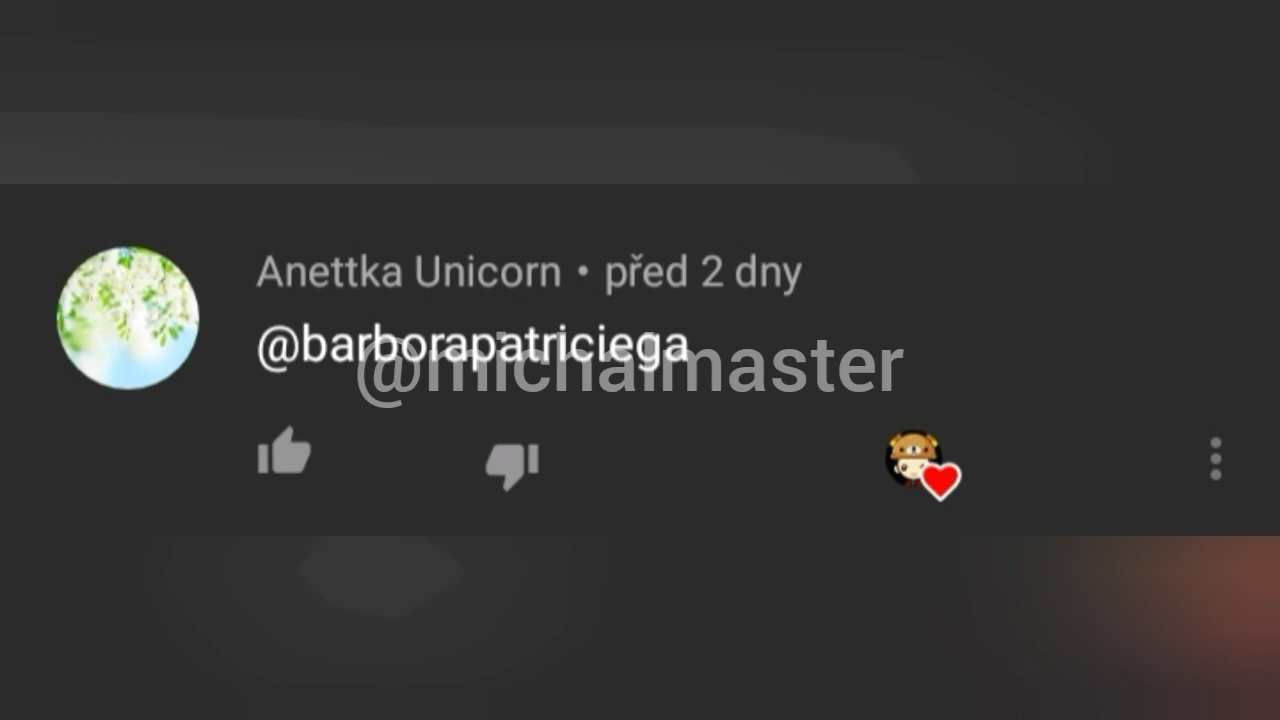 Anettka Unicorn • před 2 dny
@barborapatriciega
@michalmaster